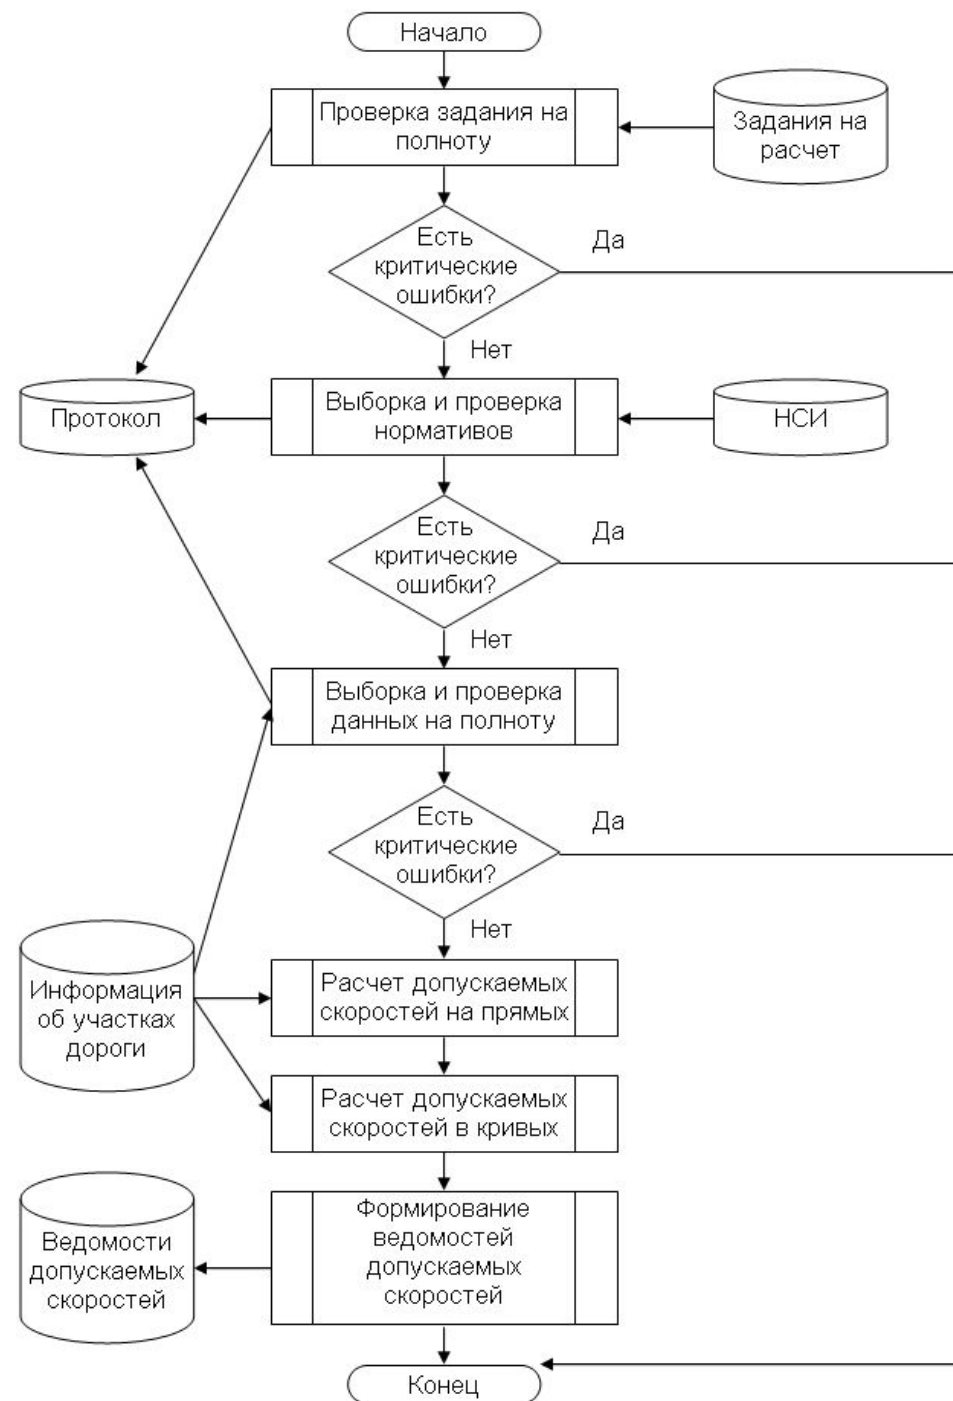 Начало
Проверка задания на
полноту
Задания на
расчет
Есть
критические
ошибки?
Да
Нет
Протокол
Выборка и проверка
нормативов
НСИ
Есть
критические
ошибки?
Да
Нет
Выборка и проверка
данных на полноту
Есть
критические
ошибки?
Да
Нет
Информация
об участках
дороги
Расчет допускаемых
скоростей на прямых
Расчет допускаемых
скоростей в кривых
Ведомости
допускаемых
скоростей
Формирование
ведомостей
допускаемых
скоростей
Конец